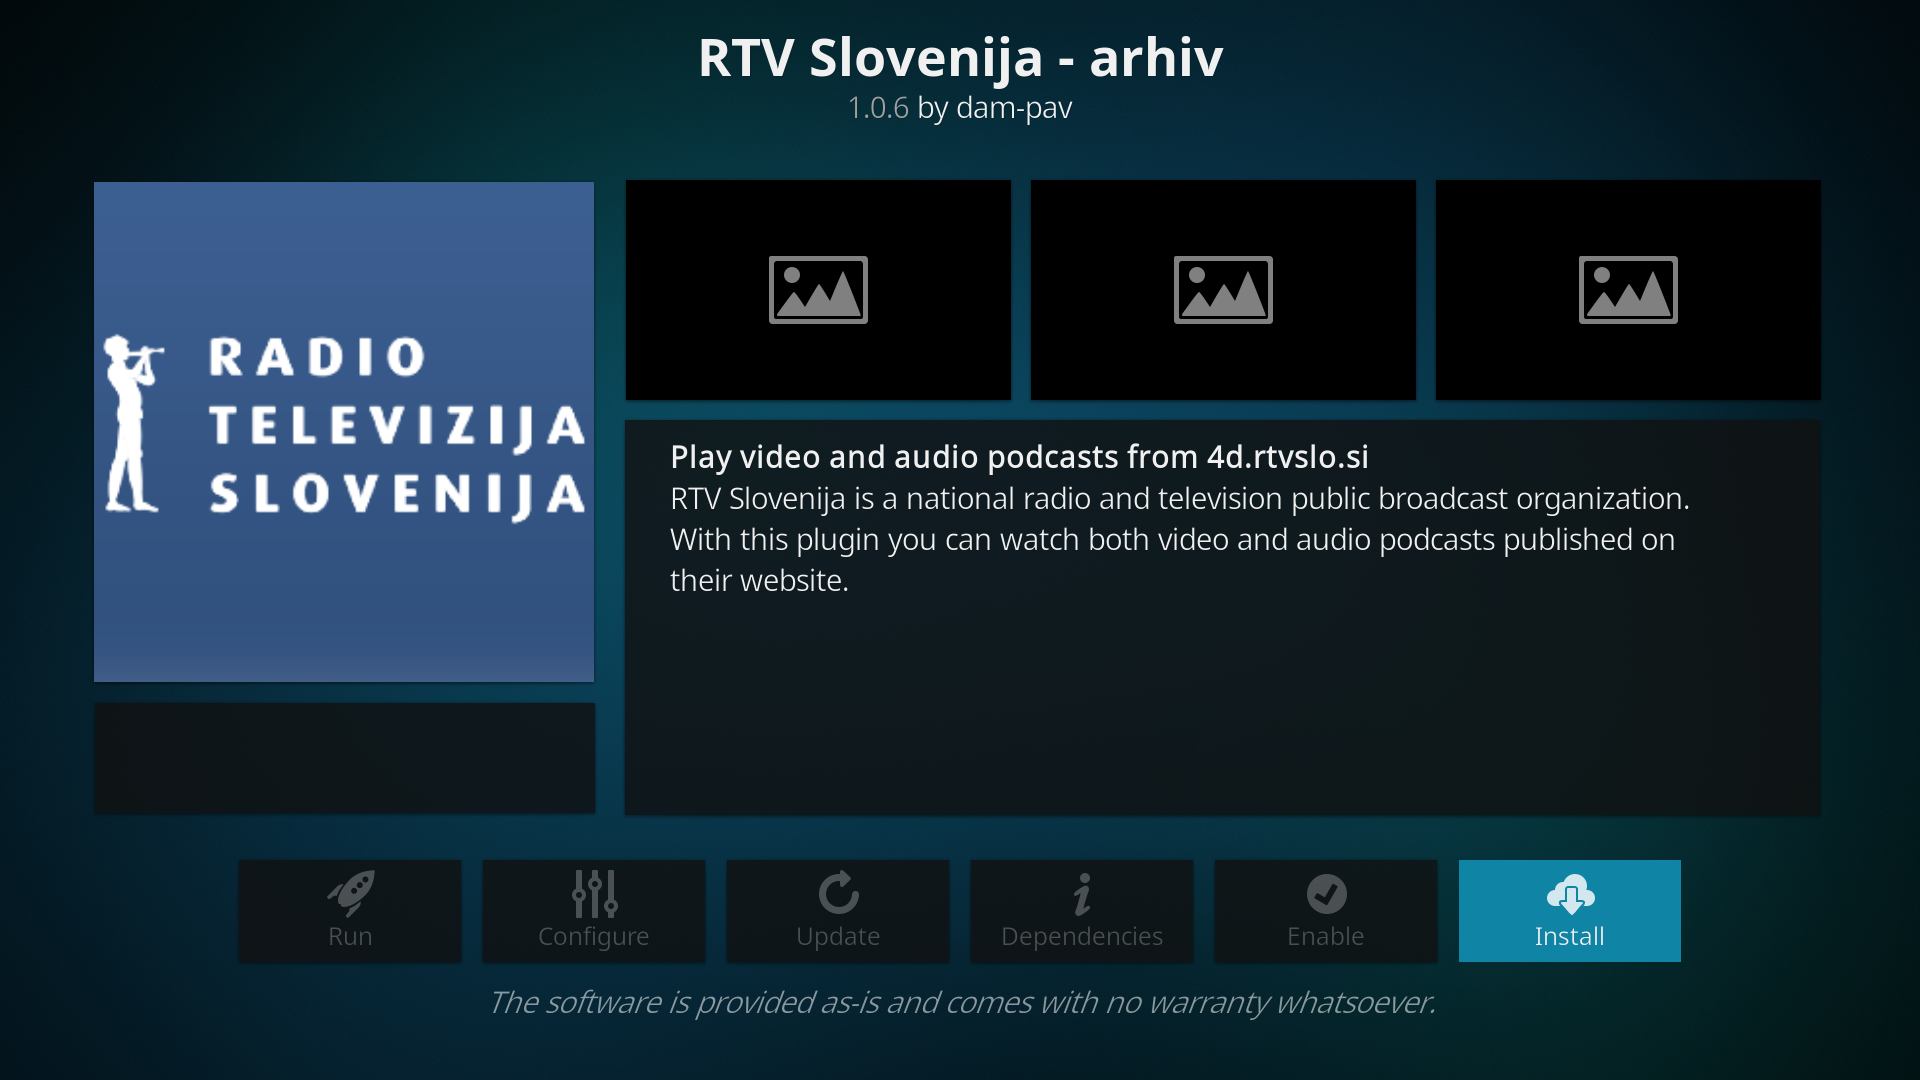 RTV Slovenija - arhiv
1.0.6 by dam-pav
RADIO
TELEVIZIJA
SLOVENIJA
Play video and audio podcasts from 4d.rtvslo.si
RTV Slovenija is a national radio and television public broadcast organization.
With this plugin you can watch both video and audio podcasts published on
their website.
Run
Configure
Update
Dependencies
Enable
Install
The software is provided as-is and comes with no warranty whatsoever.